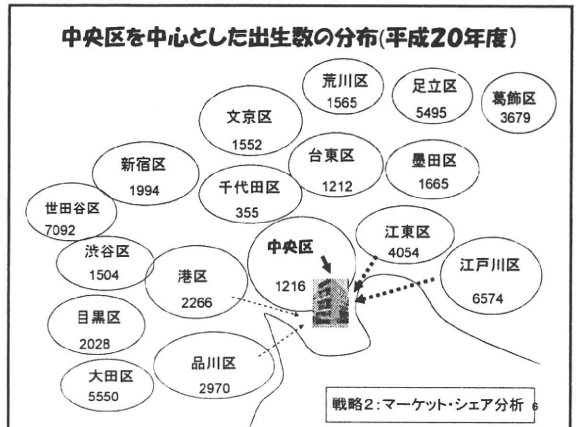 中央区を中心とした出生数の分布(平成20年度)
荒川区
1565
足立区
5495
葛飾区
3679
文京区
1552
台東区
1212
墨田区
1665
新宿区
1994
千代田区
355
世田谷区
7092
渋谷区
1504
港区
2266
中央区
1216
江東区
4054
江戸川区
6574
目黒区
2028
品川区
2970
大田区
5550
戦略2:マーケット・シェア分析 6